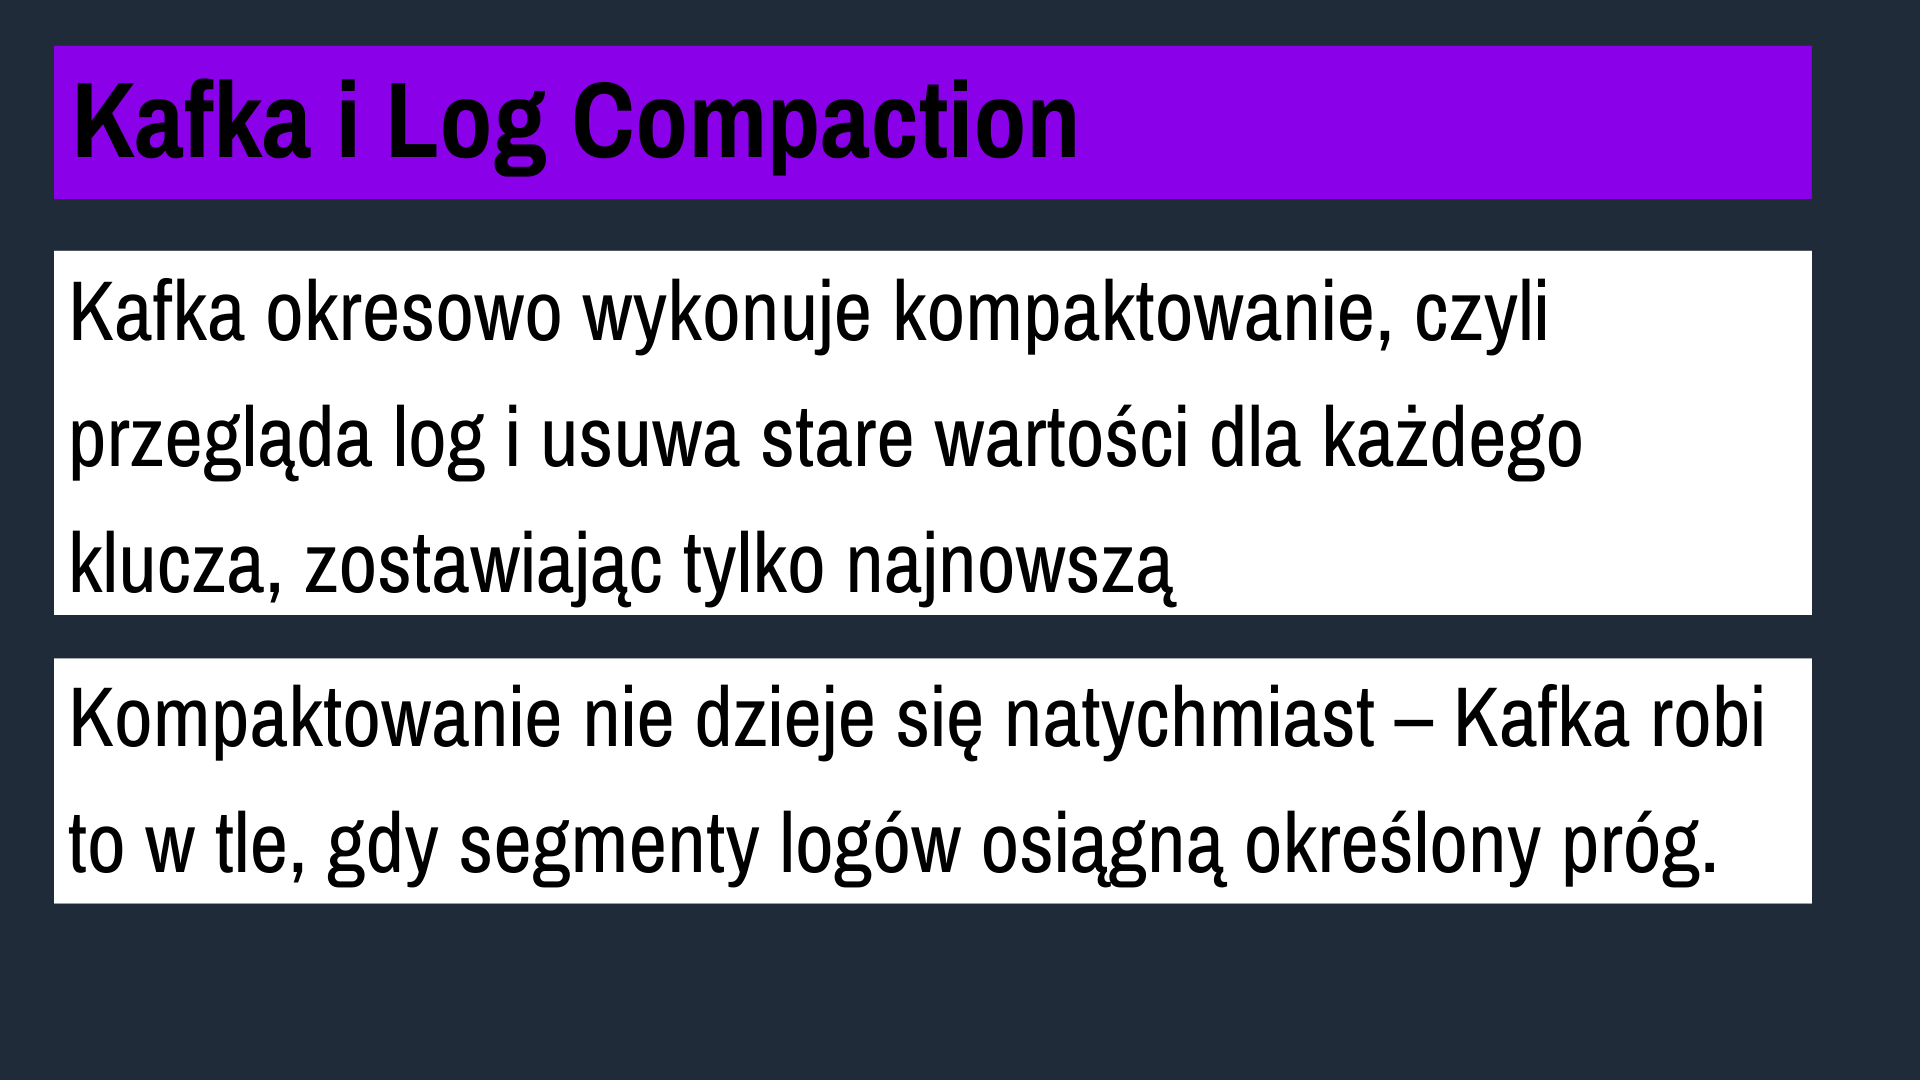 Kafka i Log Compaction
Kafka okresowo wykonuje kompaktowanie, czyli
przegląda log i usuwa stare wartości dla każdego
klucza, zostawiając tylko najnowszą
Kompaktowanie nie dzieje się natychmiast – Kafka robi
to w tle, gdy segmenty logów osiągną określony próg.